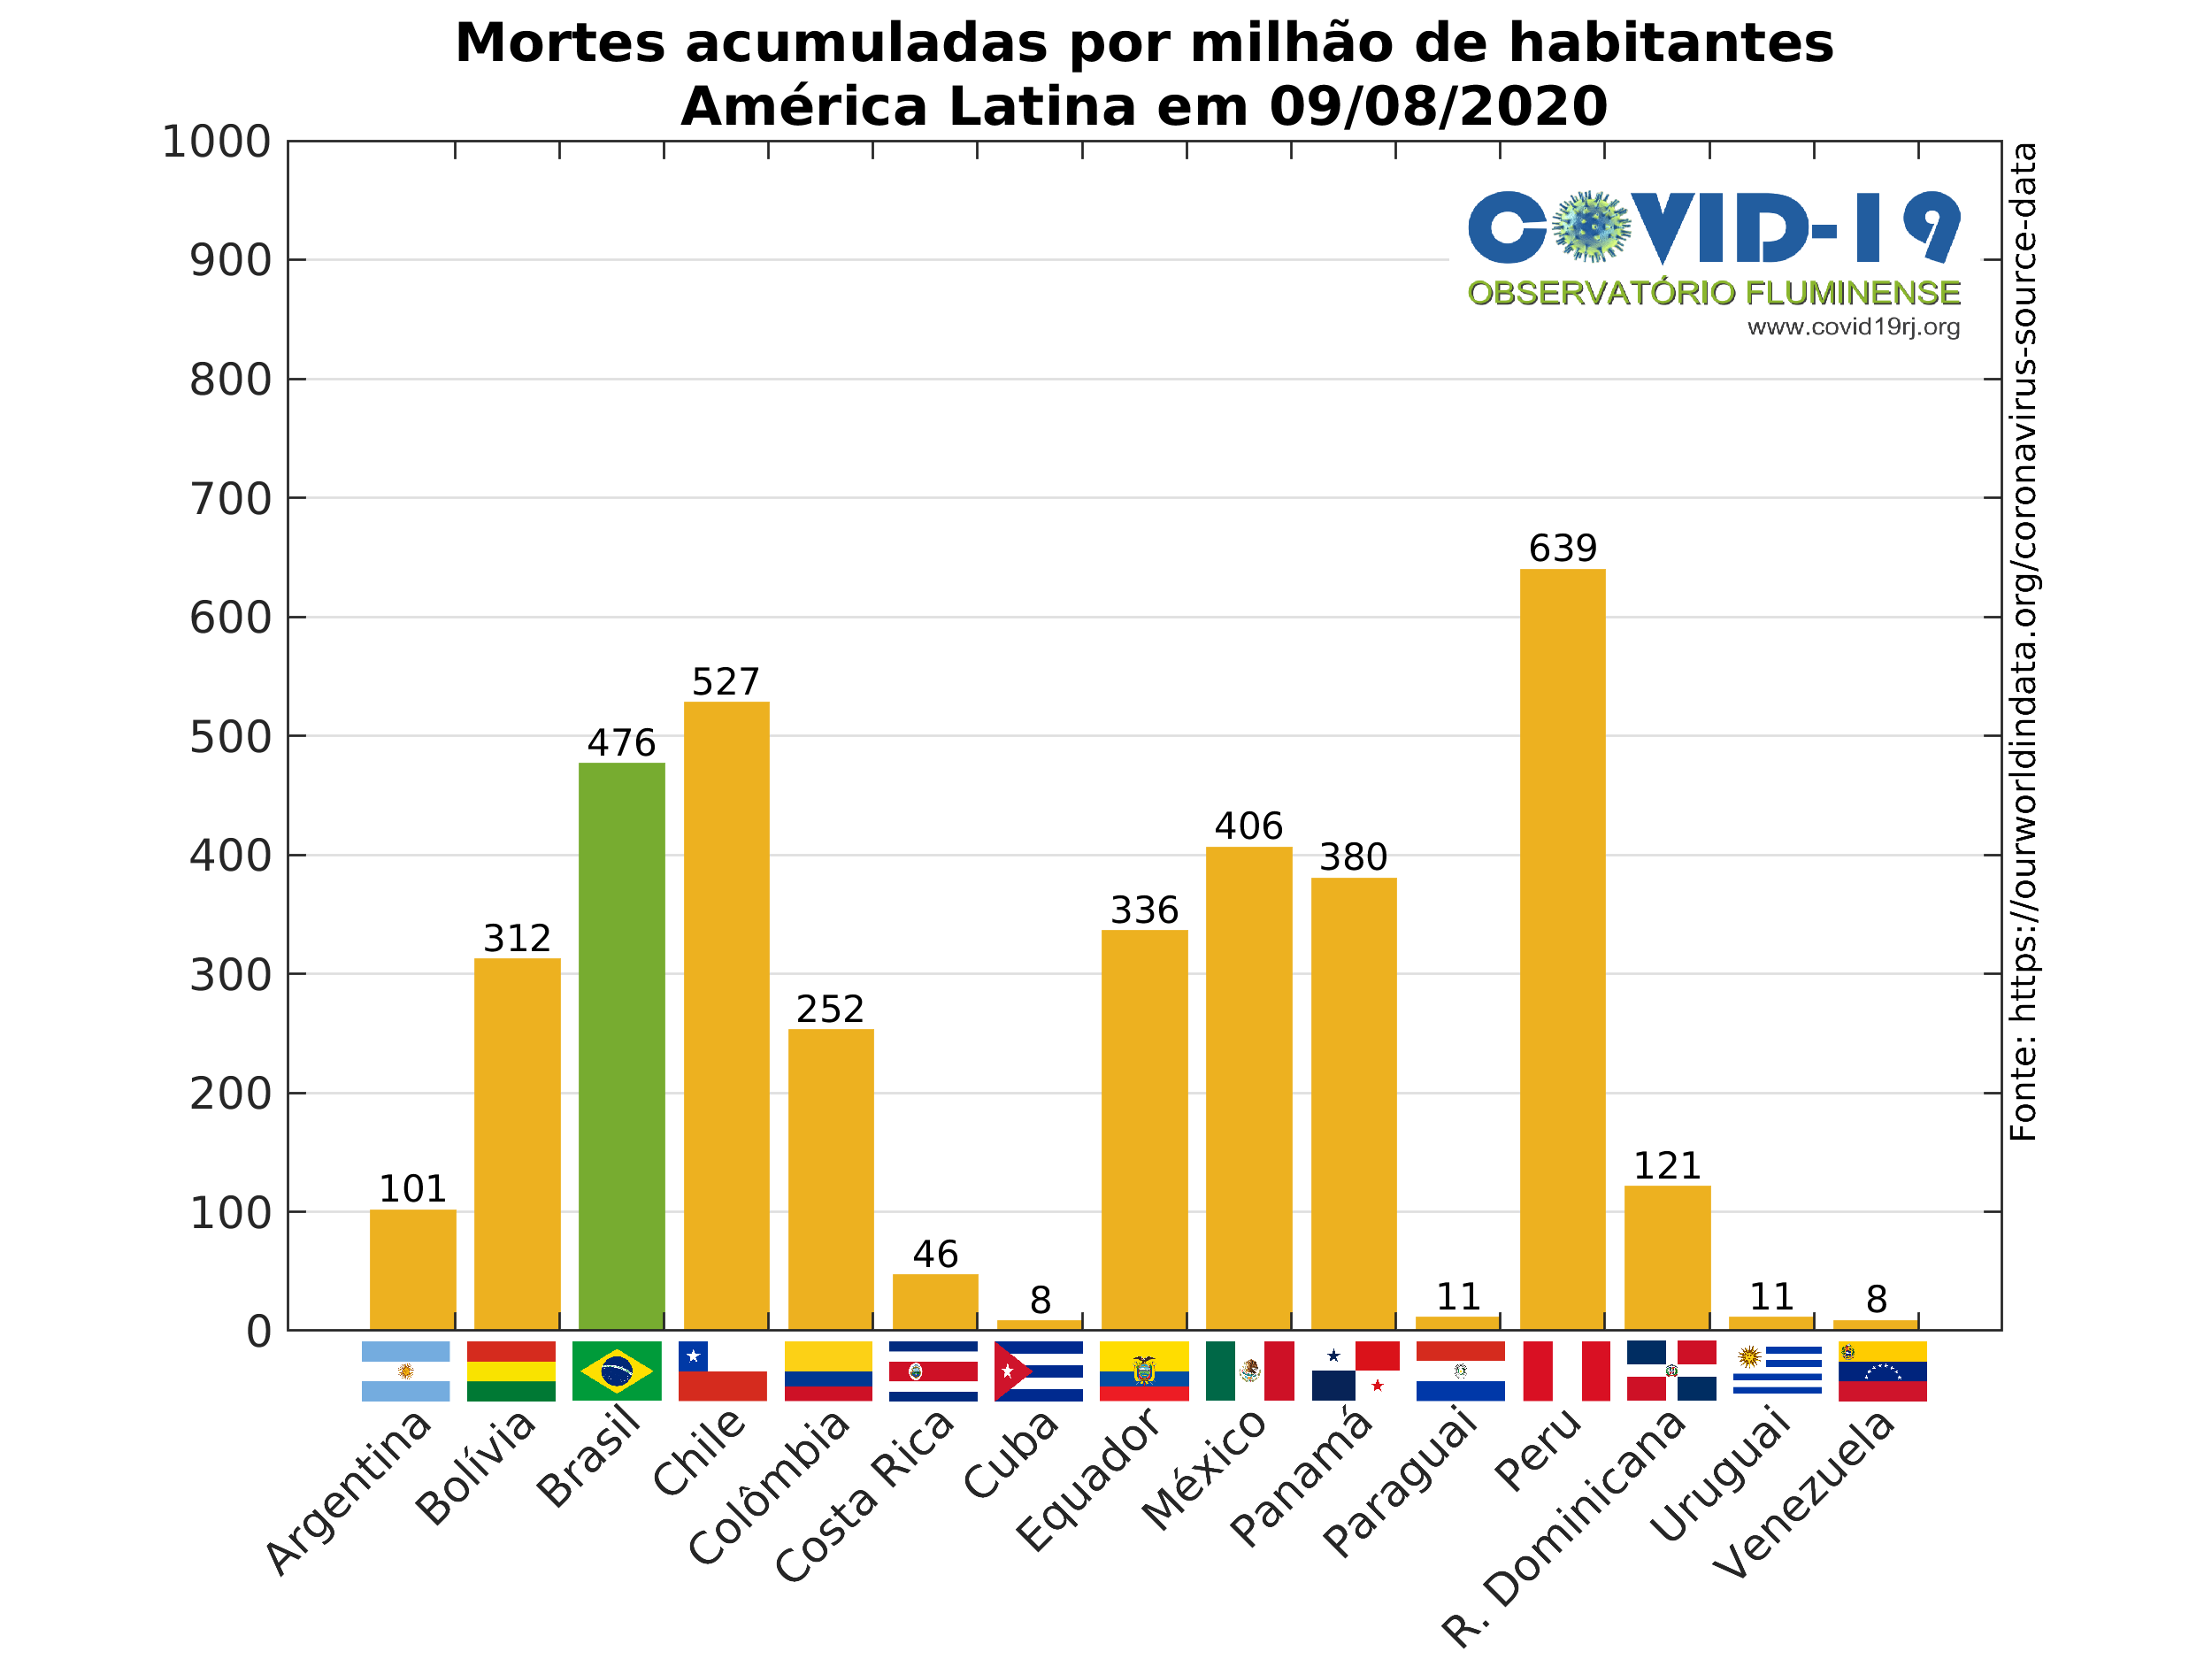 Mortes acumuladas por milhão de habitantes
América Latina em 09/08/2020
1000
900
800
700
600
500
400
300
200
100
0
COVID-19
OBSERVATÓRIO FLUMINENSE
www.covid19rj.org
Fonte: https://ourworldindata.org/coronavirus-source-data
101
312
476
527
252
46
8
336
406
380
11
639
121
11
8
Argentina
Bolívia
Brasil
Chile
Colômbia
Costa Rica
Cuba
Equador
México
Panamá
Paraguai
Peru
R. Dominicana
Uruguai
Venezuela